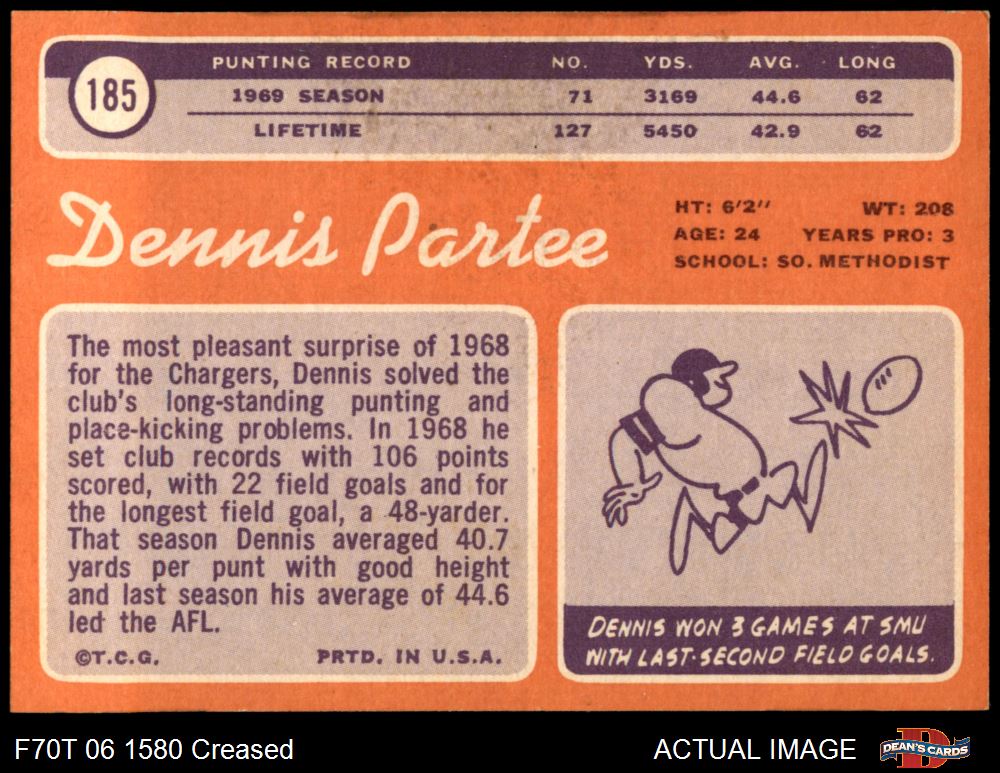 185
PUNTING RECORD NO. YDS. AVG. LONG
1969 SEASON 71 3169 44.6 62
LIFETIME 127 5450 42.9 62
Dennis Partee
HT: 6'2" WT: 208
AGE: 24 YEARS PRO: 3
SCHOOL: SO. METHODIST
The most pleasant surprise of 1968
for the Chargers, Dennis solved the
club's long-standing punting and
place-kicking problems. In 1968 he
set club records with 106 points
scored, with 22 field goals and for
the longest field goal, a 48-yarder.
That season Dennis averaged 40.7
yards per punt with good height
and last season his average of 44.6
led the AFL.
©T.C.G. PRTD. IN U.S.A.
DENNIS WON 3 GAMES AT SMU
WITH LAST-SECOND FIELD GOALS.
F70T 06 1580 Creased
ACTUAL IMAGE
DEAN'S CARDS